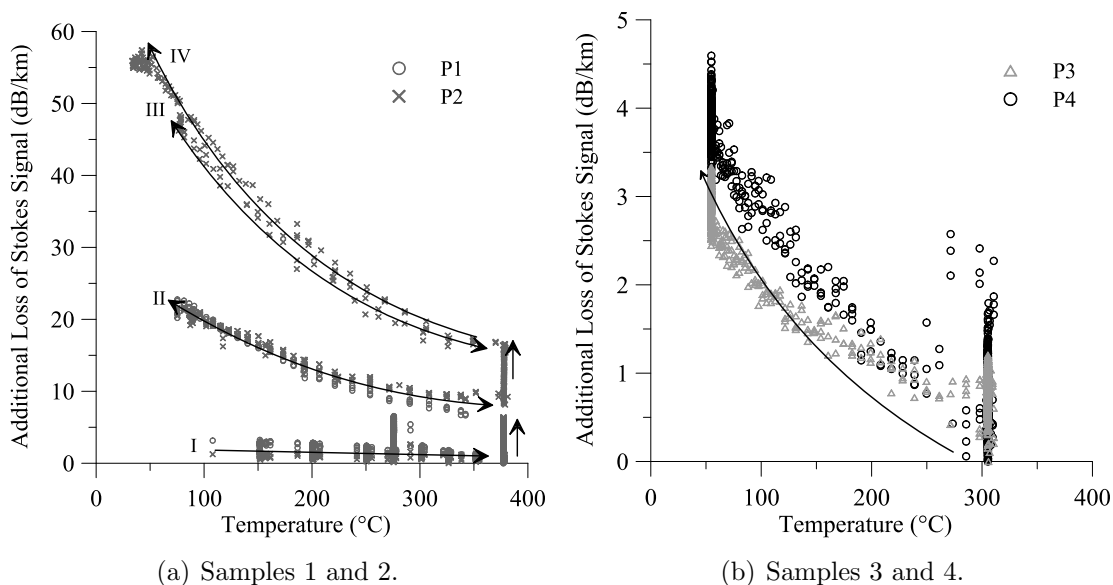 Additional Loss of Stokes Signal (dB/km)
60
50
40
30
20
10
0
IV
III
II
I
P1
P2
0 100 200 300 400
Temperature (°C)
(a) Samples 1 and 2.
Additional Loss of Stokes Signal (dB/km)
5
4
3
2
1
0
P3
P4
0 100 200 300 400
Temperature (°C)
(b) Samples 3 and 4.